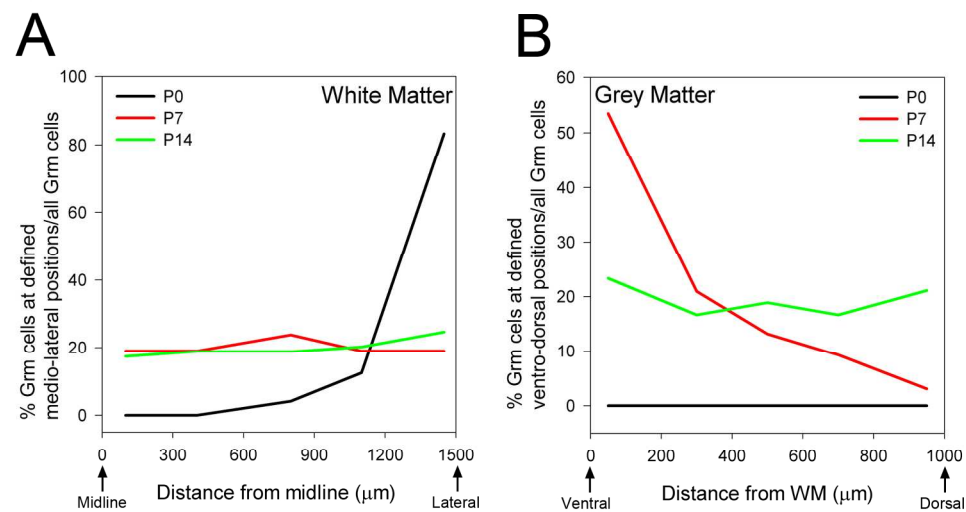 A
B
% Grm cells at defined
medio-lateral positions/all Grm cells
100
80
60
40
20
0
P0
P7
P14
White Matter
0
300
600
900
1200
1500
Midline
Distance from midline (μm)
Lateral
% Grm cells at defined
ventro-dorsal positions/all Grm cells
60
50
40
30
20
10
0
Grey Matter
P0
P7
P14
0
200
400
600
800
1000
Ventral
Distance from WM (μm)
Dorsal